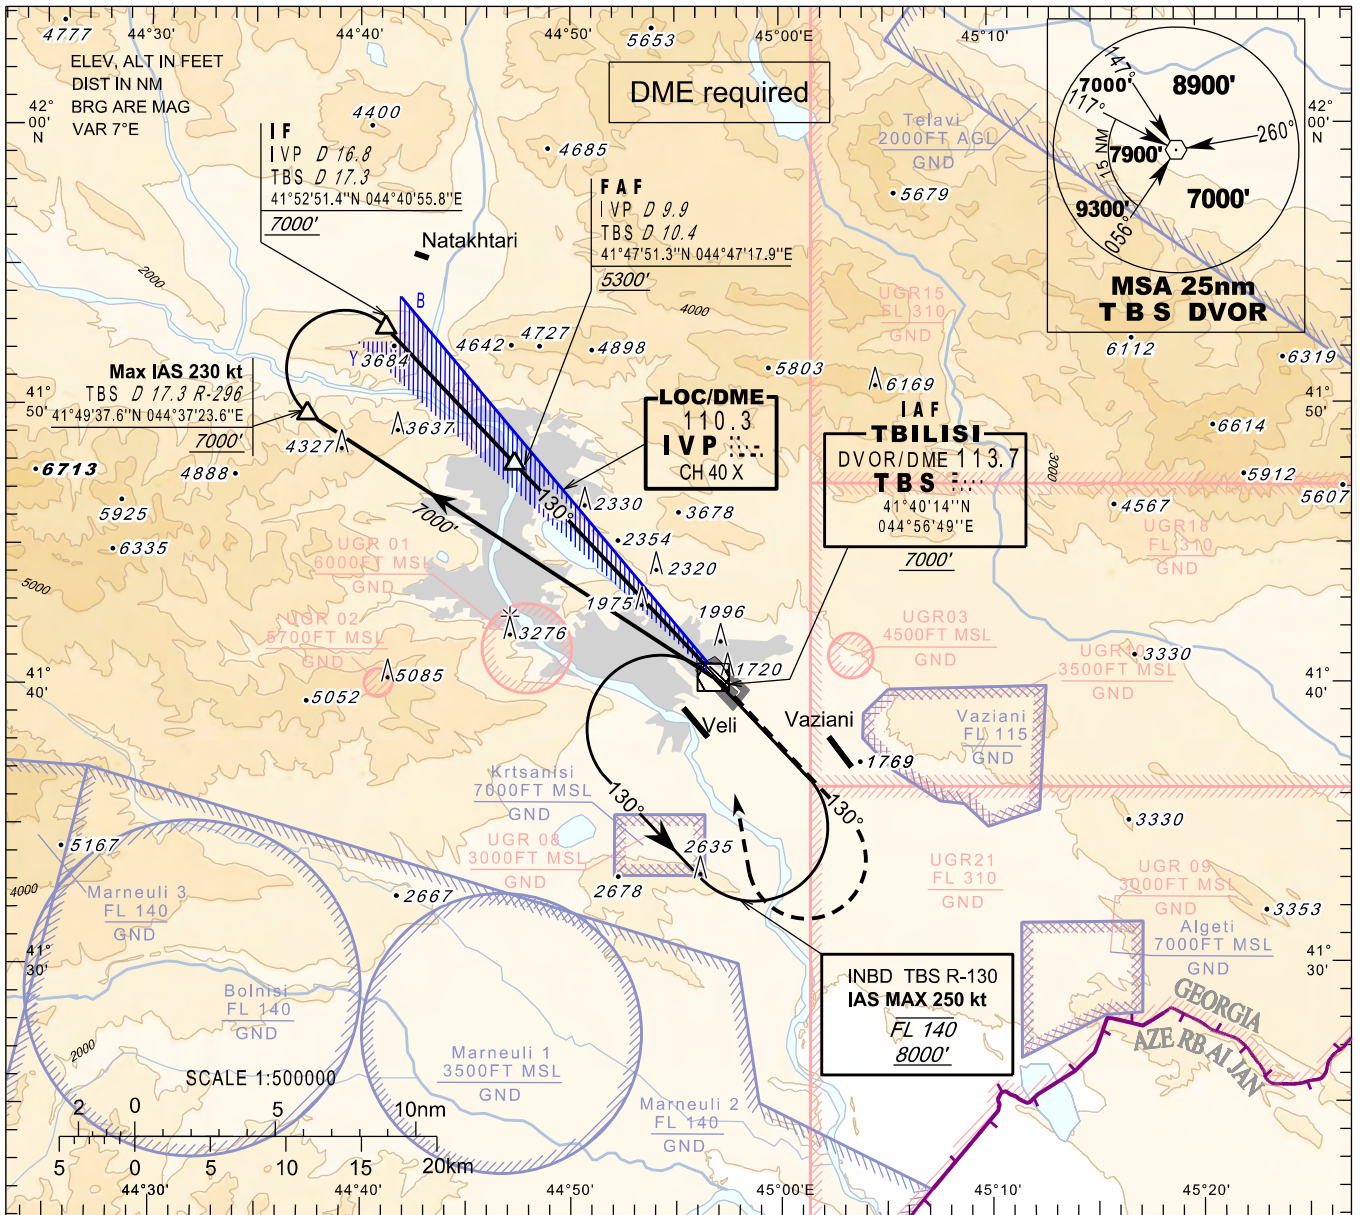 44°30'
44°40'
44°50'
45°00'E
45°10'
4777
5653
ELEV, ALT IN FEET
DIST IN NM
BRG ARE MAG
VAR 7°E
42°
00'
N
DME required
4400
4685
IF
IVP D 16.8
TBS D 17.3
41°52'51.4"N 044°40'55.8"E
7000'
FAF
IVP D 9.9
TBS D 10.4
41°47'51.3"N 044°47'17.9"E
5300'
Telavi
2000FT AGL
GND
5679
147°
7000'
117°
8900'
260°
15 NM
7900'
7000'
9300'
056°
MSA 25nm
TBS DVOR
42°
00'
N
Natakhtari
2000
B
Y
3684
4642
4727
4898
4000
UGR15
FL 310
GND
5803
6169
6112
6319
Max IAS 230 kt
TBS D 17.3 R-296
41°49'37.6"N 044°37'23.6"E
7000'
41°
50'
41°
50'
3637
4327
4888
6713
5925
6335
LOC/DME
110.3
IVP
CH 40 X
IAF
TBILISI
DVOR/DME 113.7
TBS
41°40'14"N
044°56'49"E
7000'
3000
6614
5912
5607
4567
UGR18
FL 310
GND
7000'
130°
2330
3678
2354
2320
1975
1996
1720
5000
UGR 01
6000FT MSL
GND
UGR 02
5700FT MSL
GND
3276
5085
5052
UGR03
4500FT MSL
GND
3500FT MSL
GND
3330
41°
40'
41°
40'
Veli
Vaziani
1769
Vaziani
FL 115
GND
Krtsanisi
7000FT MSL
GND
130°
130°
UGR 08
3000FT MSL
GND
2635
2678
2667
5167
3330
UGR21
FL 310
GND
UGR 09
3000FT MSL
GND
3353
Algeti
7000FT MSL
GND
4000
Marneuli 3
FL 140
GND
41°
30'
41°
30'
INBD TBS R-130
IAS MAX 250 kt
FL 140
8000'
GEORGIA
AZERBAIJAN
Bolnisi
FL 140
GND
2000
Marneuli 1
3500FT MSL
GND
Marneuli 2
FL 140
GND
SCALE 1:500000
2 0 5 10nm
5 0 5 10 15 20km
44°30'
44°40'
44°50'
45°00'E
45°10'
45°20'